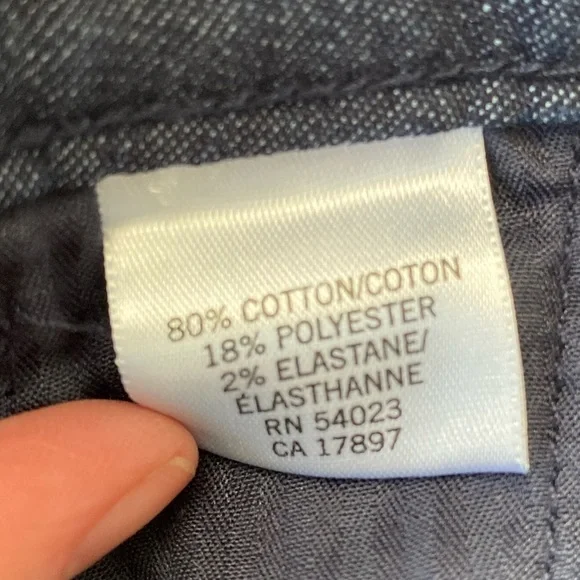 80% COTTON/COTON
18% POLYESTER
2% ELASTANE/
ÉLASTHANNE
RN 54023
CA 17897